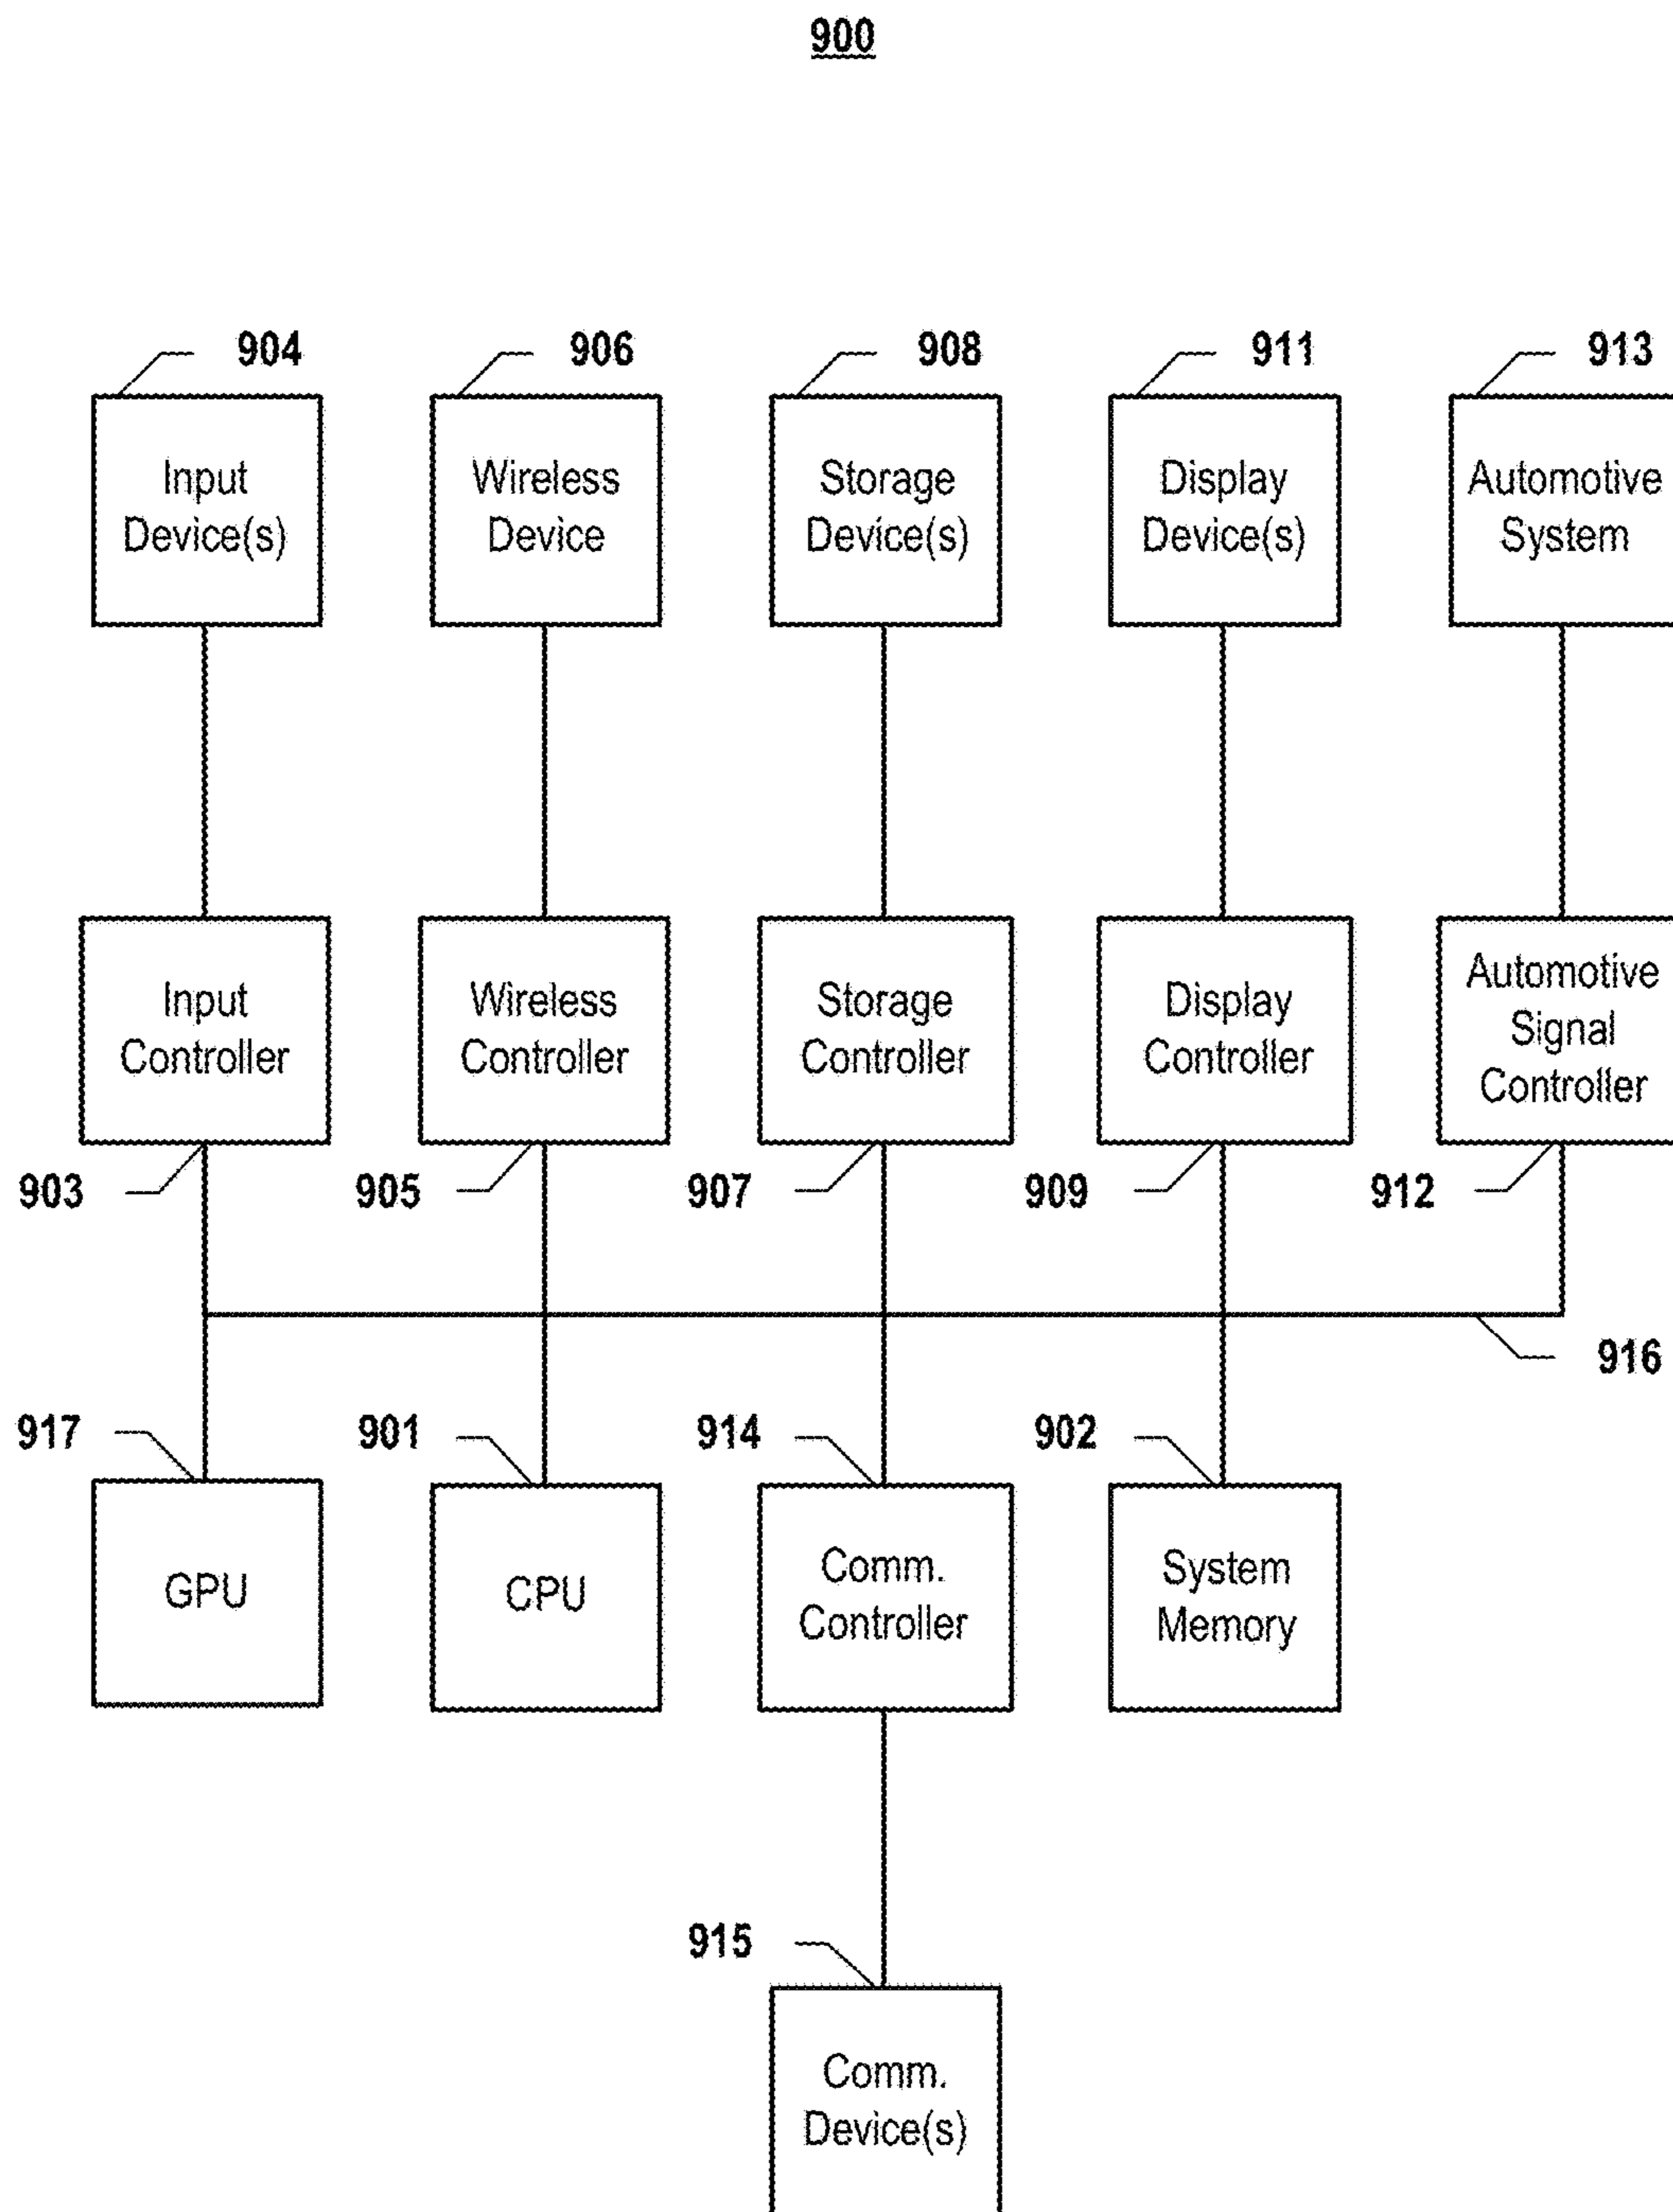 900
904
906
908
911
913
Input
Device(s)
Wireless
Device
Storage
Device(s)
Display
Device(s)
Automotive
System
Input
Controller
Wireless
Controller
Storage
Controller
Display
Controller
Automotive
Signal
Controller
903
905
907
909
912
916
917
901
914
902
GPU
CPU
Comm.
Controller
System
Memory
915
Comm.
Device(s)